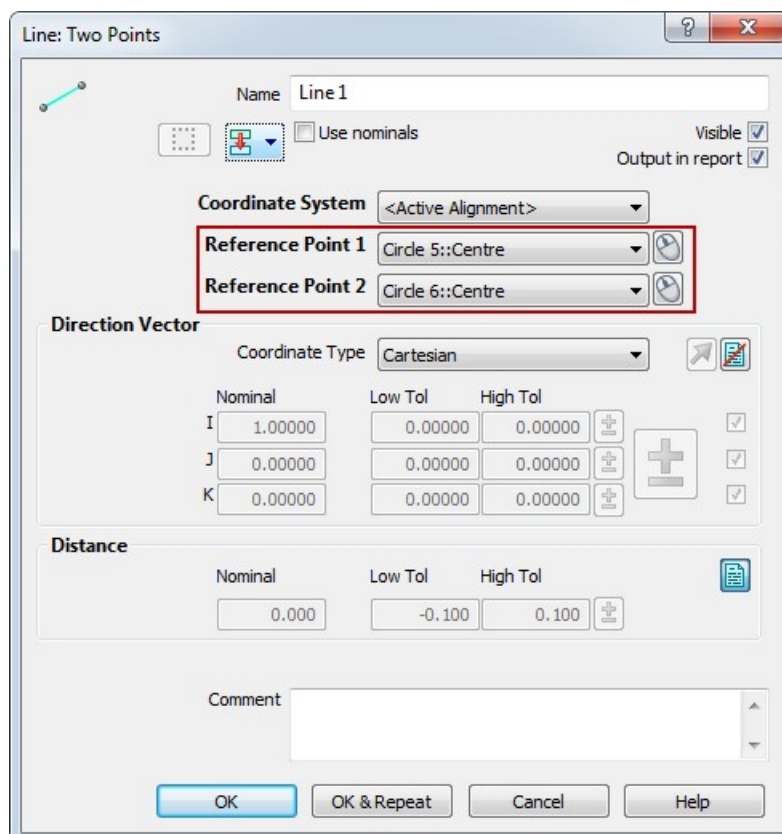 Line: Two Points
Name Line 1
Use nominals Visible
Output in report
Coordinate System <Active Alignment>
Reference Point 1 Circle 5::Centre
Reference Point 2 Circle 6::Centre
Direction Vector
Coordinate Type Cartesian
Nominal Low Tol High Tol
I 1.00000 0.00000 0.00000
J 0.00000 0.00000 0.00000
K 0.00000 0.00000 0.00000
Distance
Nominal Low Tol High Tol
0.000 -0.100 0.100
Comment
OK OK & Repeat Cancel Help